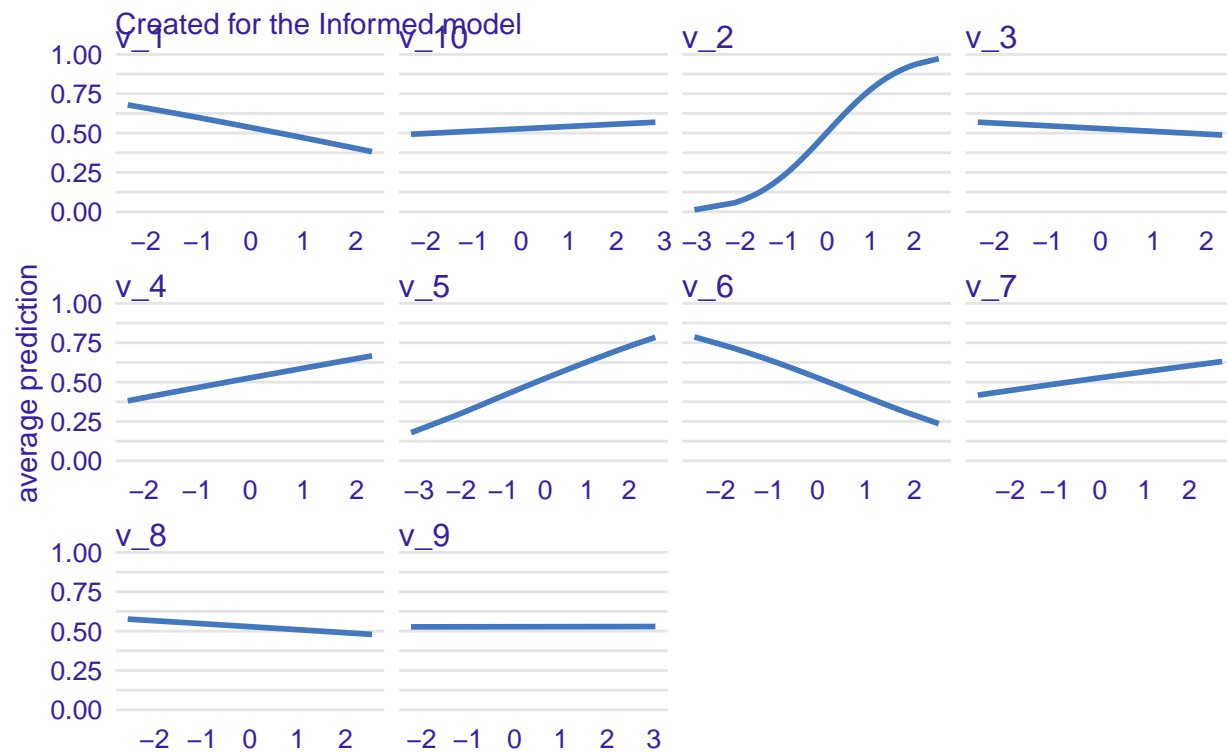 Created for the Informed model
v_1 v_10 v_2 v_3
1.00
0.75
0.50
0.25
0.00
−2 −1 0 1 2 −2 −1 0 1 2 3 −3 −2 −1 0 1 2 −2 −1 0 1 2
average prediction
v_4 v_5 v_6 v_7
1.00
0.75
0.50
0.25
0.00
−2 −1 0 1 2 −3 −2 −1 0 1 2 −2 −1 0 1 2 −2 −1 0 1 2
v_8 v_9
1.00
0.75
0.50
0.25
0.00
−2 −1 0 1 2 −2 −1 0 1 2 3